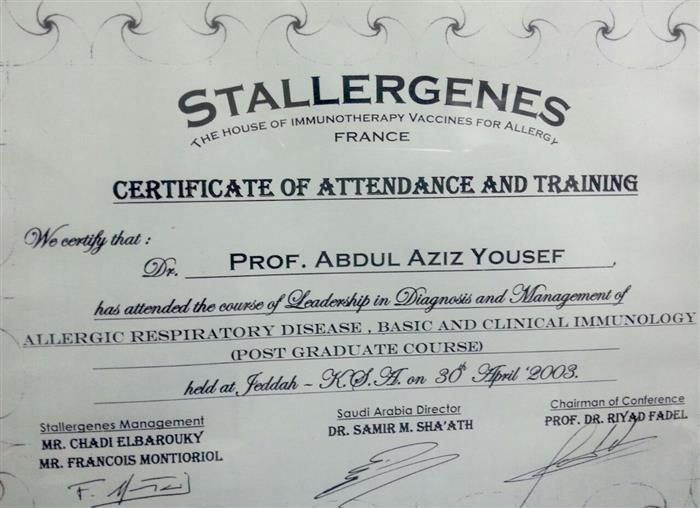 STALLERGENES
THE HOUSE OF IMMUNOTHERAPY VACCINES FOR ALLERGY
FRANCE
CERTIFICATE OF ATTENDANCE AND TRAINING
We certify that :
Dr. PROF. ABDUL AZIZ YOUSEF
has attended the course of Leadership in Diagnosis and Management of
ALLERGIC RESPIRATORY DISEASE , BASIC AND CLINICAL IMMUNOLOGY
(POST GRADUATE COURSE)
held at Jeddah – K.S.A. on 30th April '2003.
Stallergenes Management
MR. CHADI ELBAROUKY
MR. FRANCOIS MONTIORIOL
Saudi Arabia Director
DR. SAMIR M. SHA'ATH
Chairman of Conference
PROF. DR. RIYAD FADEL